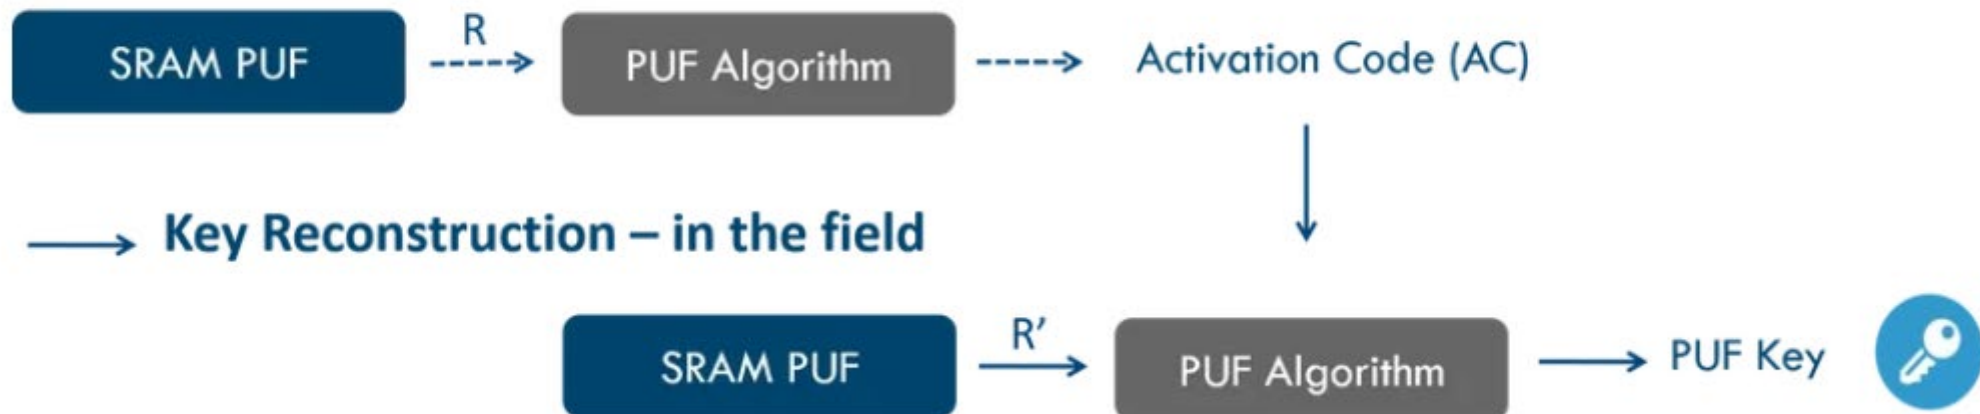 SRAM PUF R PUF Algorithm Activation Code (AC)
Key Reconstruction – in the field
SRAM PUF R’ PUF Algorithm PUF Key